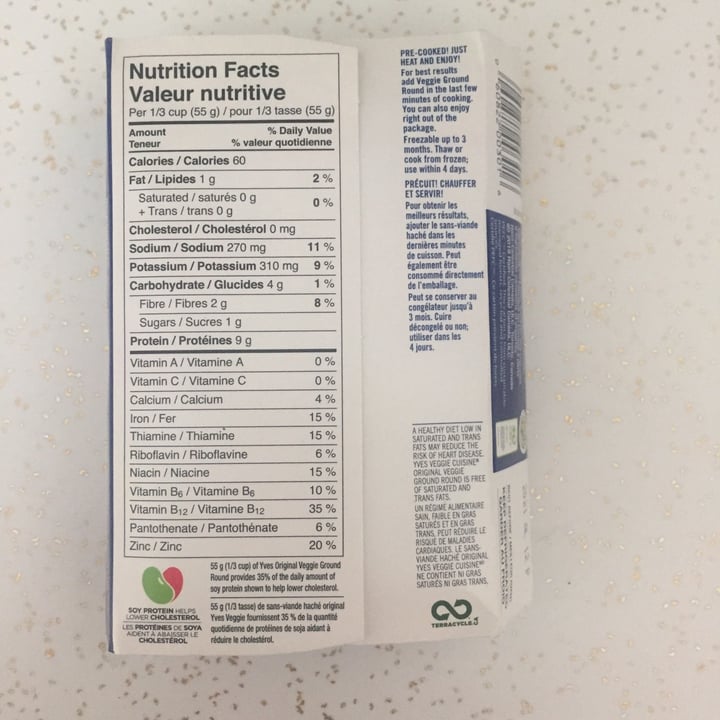 Nutrition Facts
Valeur nutritive
Per 1/3 cup (55 g) / pour 1/3 tasse (55 g)
Amount % Daily Value
Teneur % valeur quotidienne
Calories / Calories 60
Fat / Lipides 1 g 2 %
Saturated / saturés 0 g 0 %
+ Trans / trans 0 g
Cholesterol / Cholestérol 0 mg
Sodium / Sodium 270 mg 11 %
Potassium / Potassium 310 mg 9 %
Carbohydrate / Glucides 4 g 1 %
Fibre / Fibres 2 g 8 %
Sugars / Sucres 1 g
Protein / Protéines 9 g
Vitamin A / Vitamine A 0 %
Vitamin C / Vitamine C 0 %
Calcium / Calcium 4 %
Iron / Fer 15 %
Thiamine / Thiamine 15 %
Riboflavin / Riboflavine 6 %
Niacin / Niacine 15 %
Vitamin B6 / Vitamine B6 10 %
Vitamin B12 / Vitamine B12 35 %
Pantothenate / Pantothénate 6 %
Zinc / Zinc 20 %
SOY PROTEIN HELPS
LOWER CHOLESTEROL
LES PROTÉINES DE SOYA
AIDENT À ABAISSER LE
CHOLESTÉROL
55 g (1/3 cup) of Yves Original Veggie Ground
Round provides 35% of the daily amount of
soy protein shown to help lower cholesterol.
55 g (1/3 tasse) de sans-viande haché original
Yves Veggie fournissent 35 % de la quantité
quotidienne de protéines de soja aidant à
réduire le cholestérol.
PRE-COOKED! JUST
HEAT AND ENJOY!
For best results
add Veggie Ground
Round in the last few
minutes of cooking.
You can also enjoy
right out of the
package.
Freezable up to 3
months. Thaw or
cook from frozen;
use within 4 days.
PRÉCUIT! CHAUFFER
ET SERVIR!
Pour obtenir les
meilleurs résultats,
ajouter le sans-viande
haché dans les
dernières minutes
de cuisson. Peut
également être
consommé directement
de l'emballage.
Peut se conserver au
congélateur jusqu'à
3 mois. Cuire
décongelé ou non;
utiliser dans les
4 jours.
A HEALTHY DIET LOW IN
SATURATED AND TRANS
FATS MAY REDUCE THE
RISK OF HEART DISEASE.
YVES VEGGIE CUISINE®
ORIGINAL VEGGIE
GROUND ROUND IS FREE
OF SATURATED AND
TRANS FATS.
UN RÉGIME ALIMENTAIRE
SAIN, FAIBLE EN GRAS
SATURÉS ET EN GRAS
TRANS, PEUT RÉDUIRE LE
RISQUE DE MALADIES
CARDIAQUES. LE SANS-
VIANDE HACHÉ ORIGINAL
YVES VEGGIE CUISINE
NE CONTIENT NI GRAS
SATURÉS NI GRAS TRANS.
TERRACYCLE